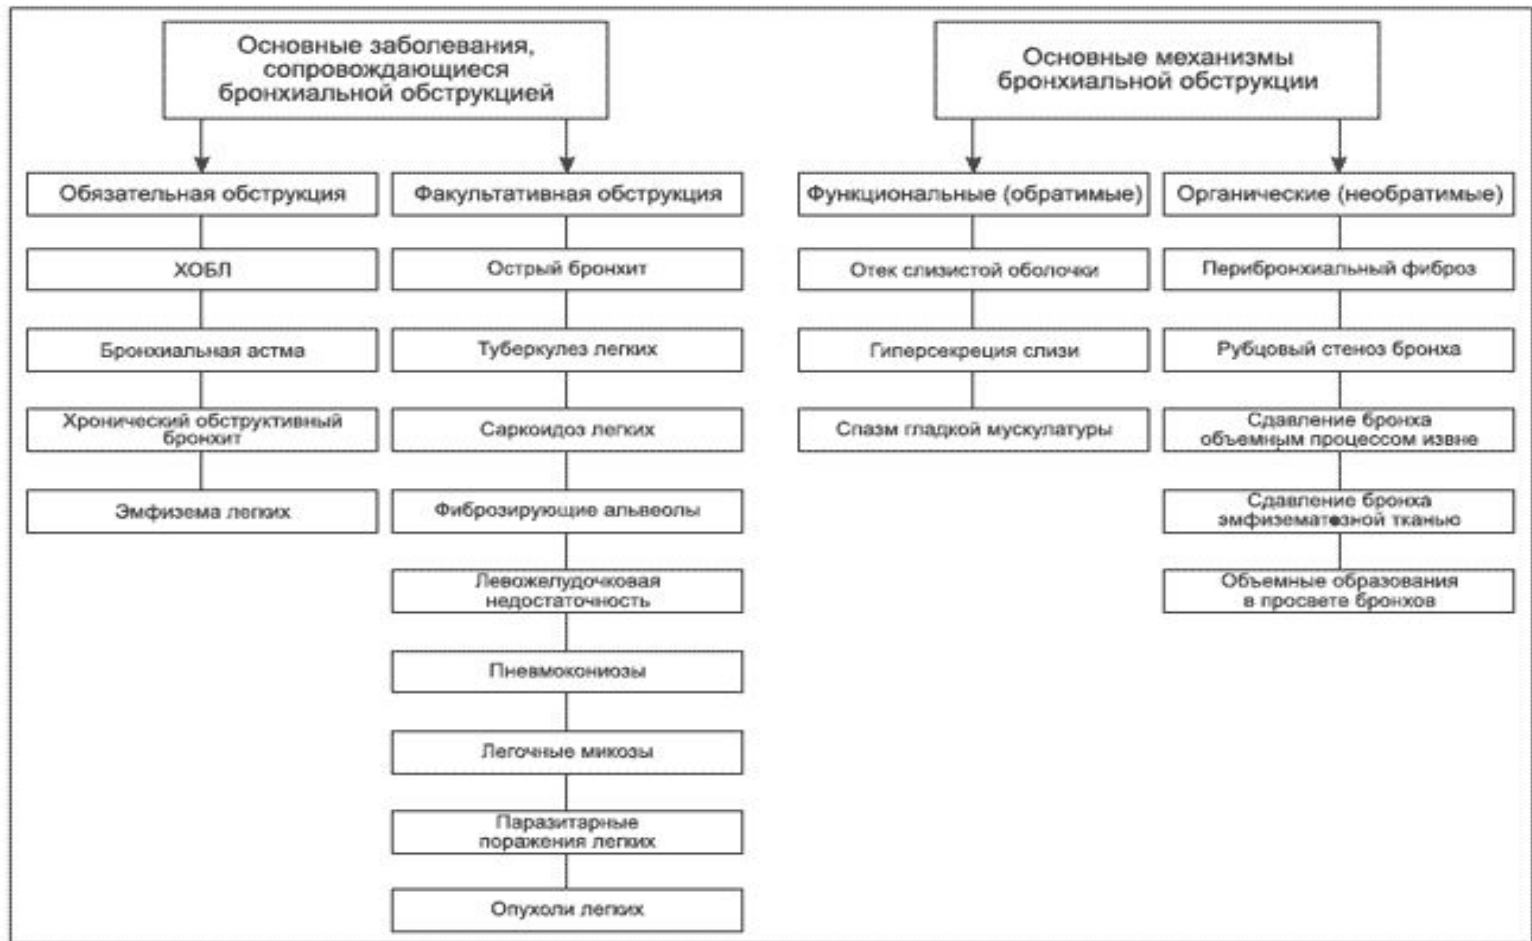 Основные заболевания,
сопровождающиеся
бронхиальной обструкцией
Обязательная обструкция
ХОБЛ
Бронхиальная астма
Хронический обструктивный
бронхит
Эмфизема легких
Факультативная обструкция
Острый бронхит
Туберкулез легких
Саркоидоз легких
Фиброзирующие альвеолы
Левожелудочковая
недостаточность
Пневмокониозы
Легочные микозы
Паразитарные
поражения легких
Опухоли легких
Основные механизмы
бронхиальной обструкции
Функциональные (обратимые)
Отек слизистой оболочки
Гиперсекреция слизи
Спазм гладкой мускулатуры
Органические (необратимые)
Перибронхиальный фиброз
Рубцовый стеноз бронха
Сдавление бронха
объемным процессом извне
Сдавление бронха
эмфизематозной тканью
Объемные образования
в просвете бронхов